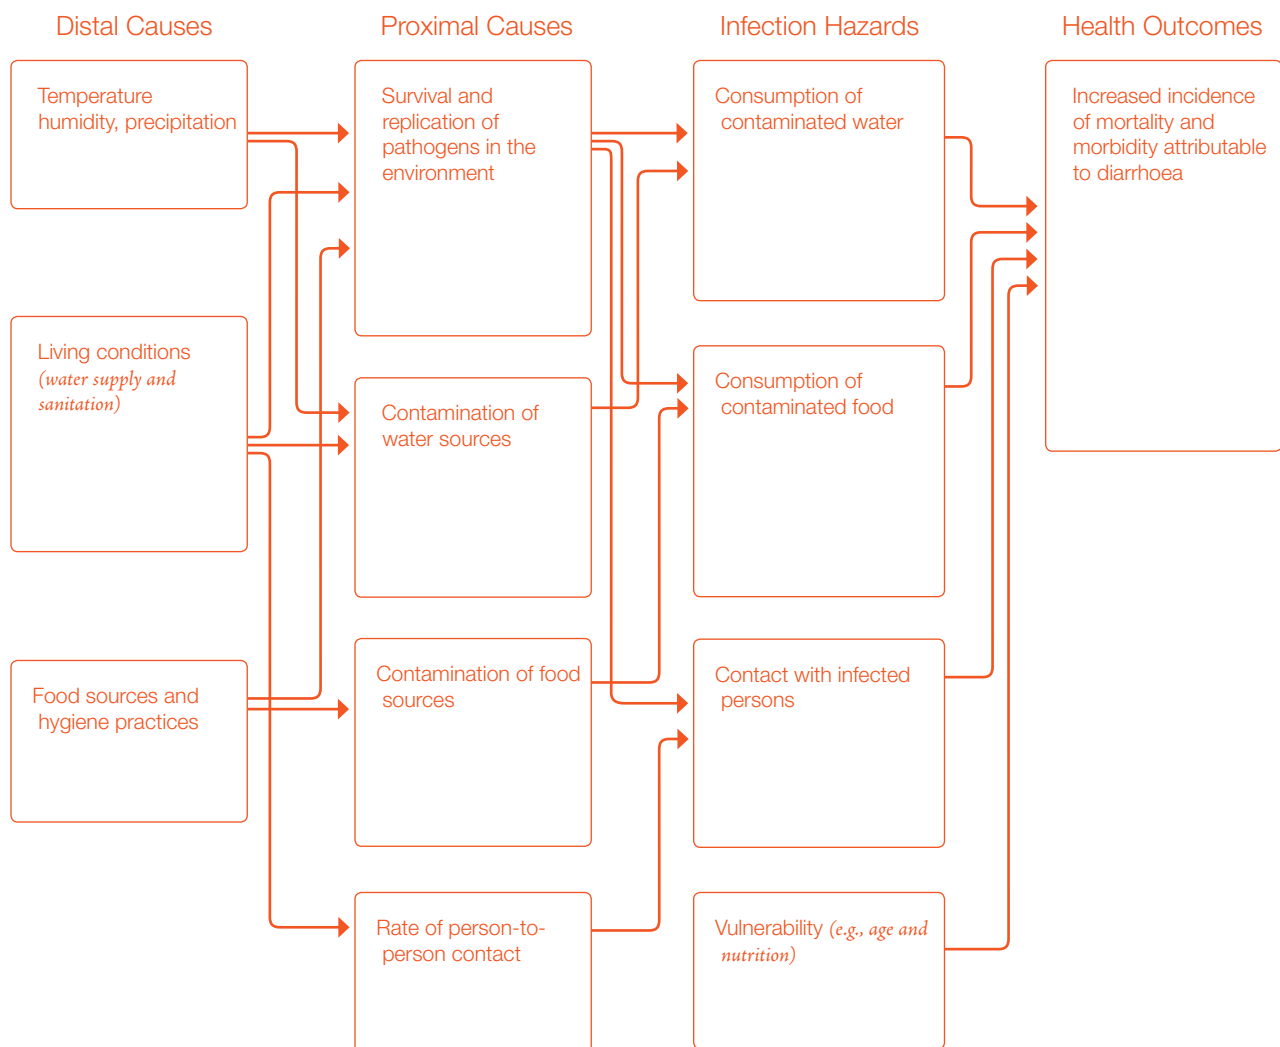 Distal Causes
Proximal Causes
Infection Hazards
Health Outcomes
Temperature
humidity, precipitation
Living conditions
(water supply and
sanitation)
Food sources and
hygiene practices
Survival and
replication of
pathogens in the
environment
Contamination of
water sources
Contamination of food
sources
Rate of person-to-
person contact
Consumption of
contaminated water
Consumption of
contaminated food
Contact with infected
persons
Vulnerability (e.g., age and
nutrition)
Increased incidence
of mortality and
morbidity attributable
to diarrhoea